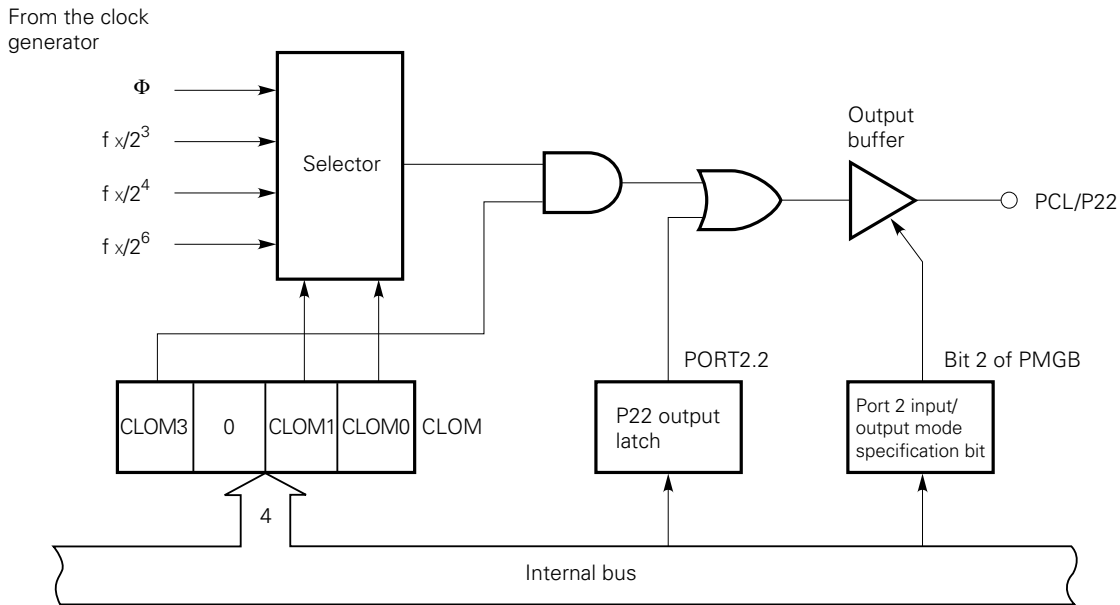 From the clock
generator
Φ
f x/2³
f x/2⁴
f x/2⁶
Selector
Output
buffer
PCL/P22
PORT2.2
Bit 2 of PMGB
CLOM3 0 CLOM1 CLOM0 CLOM
P22 output
latch
Port 2 input/
output mode
specification bit
4
Internal bus